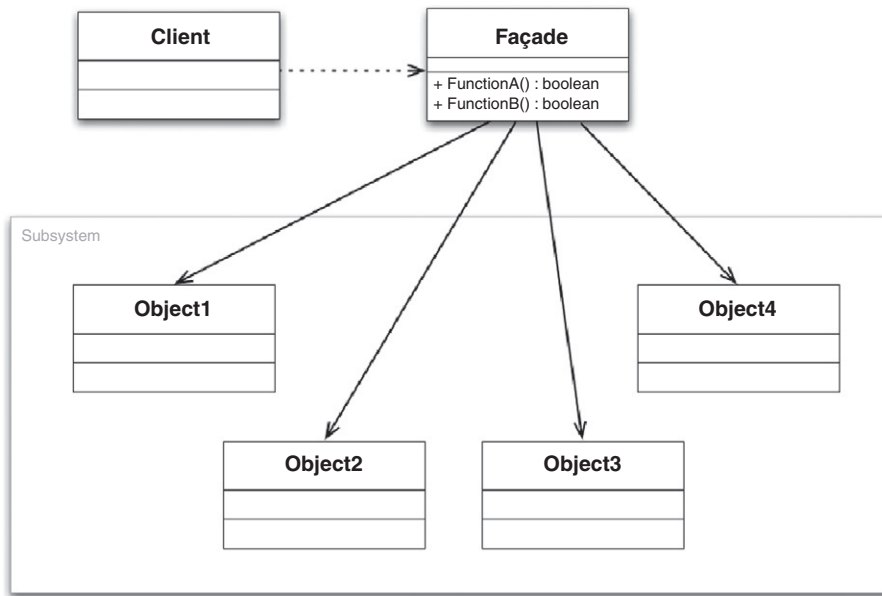 Client
Façade
+ FunctionA() : boolean
+ FunctionB() : boolean
Subsystem
Object1
Object4
Object2
Object3